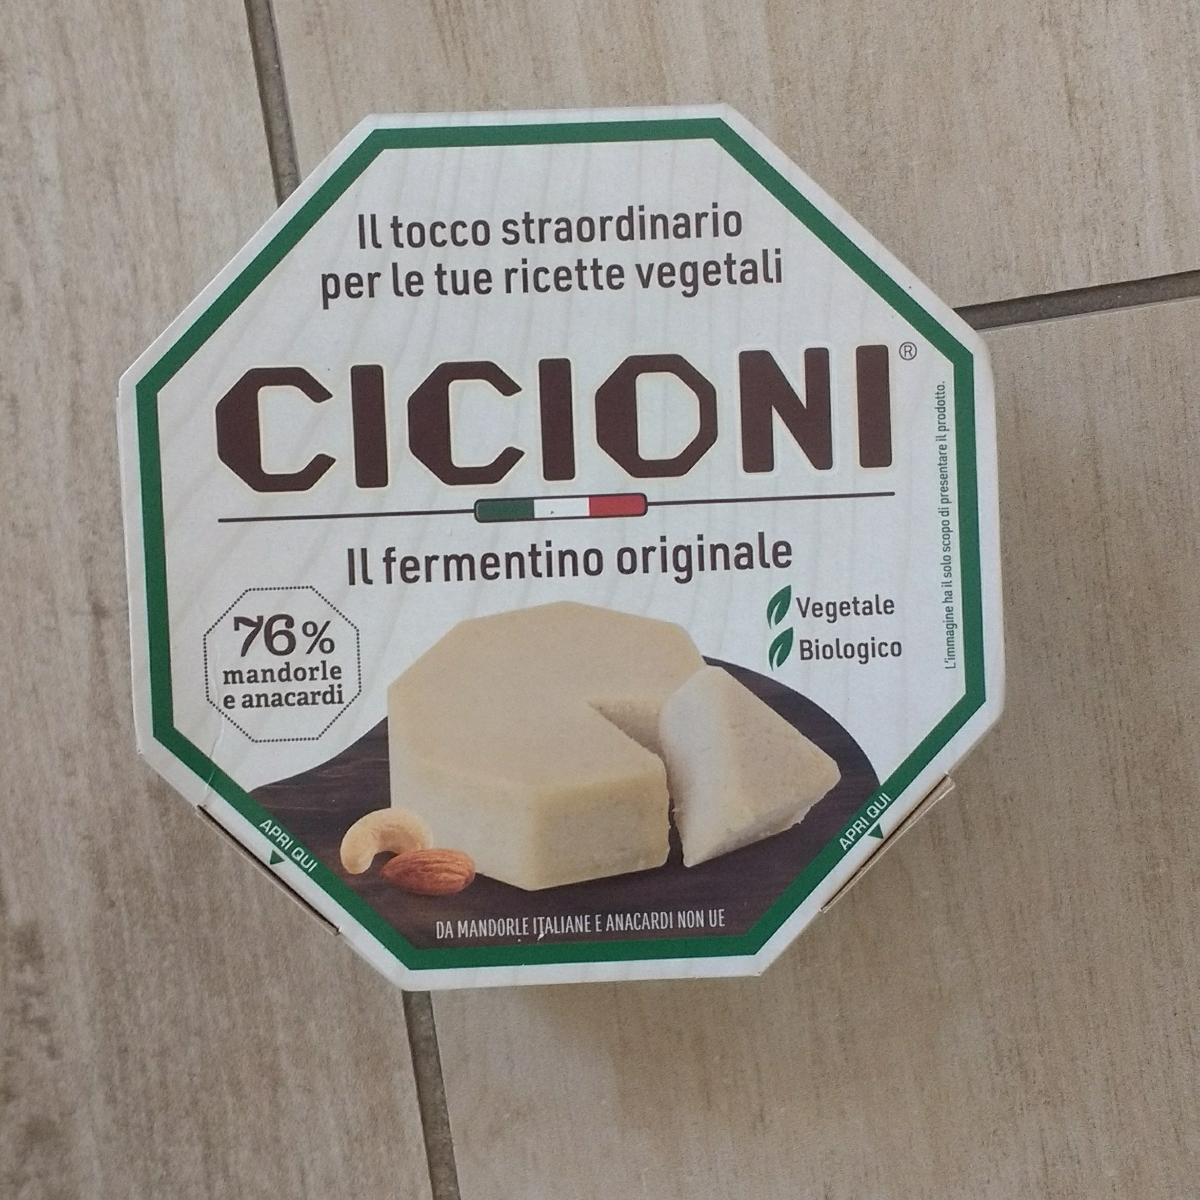 Il tocco straordinario
per le tue ricette vegetali
CICIONI®
Il fermentino originale
76%
mandorle
e anacardi
Vegetale
Biologico
L'immagine ha il solo scopo di presentare il prodotto.
APRI QUI
APRI QUI
DA MANDORLE ITALIANE E ANACARDI NON UE